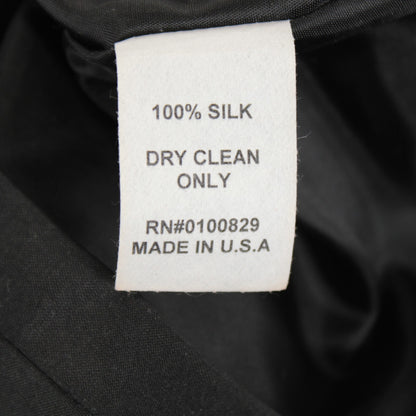 100% SILK
DRY CLEAN
ONLY
RN#0100829
MADE IN U.S.A